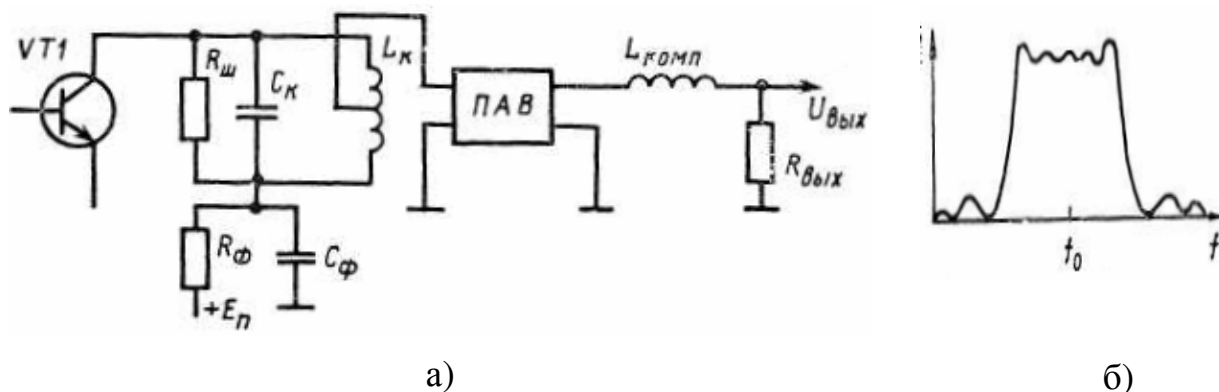 VT1
Rш
Cк
Lк
ПАВ
Lкомп
Uвых
Rвых
Rф
Cф
+Eп
f0
f
а)
б)